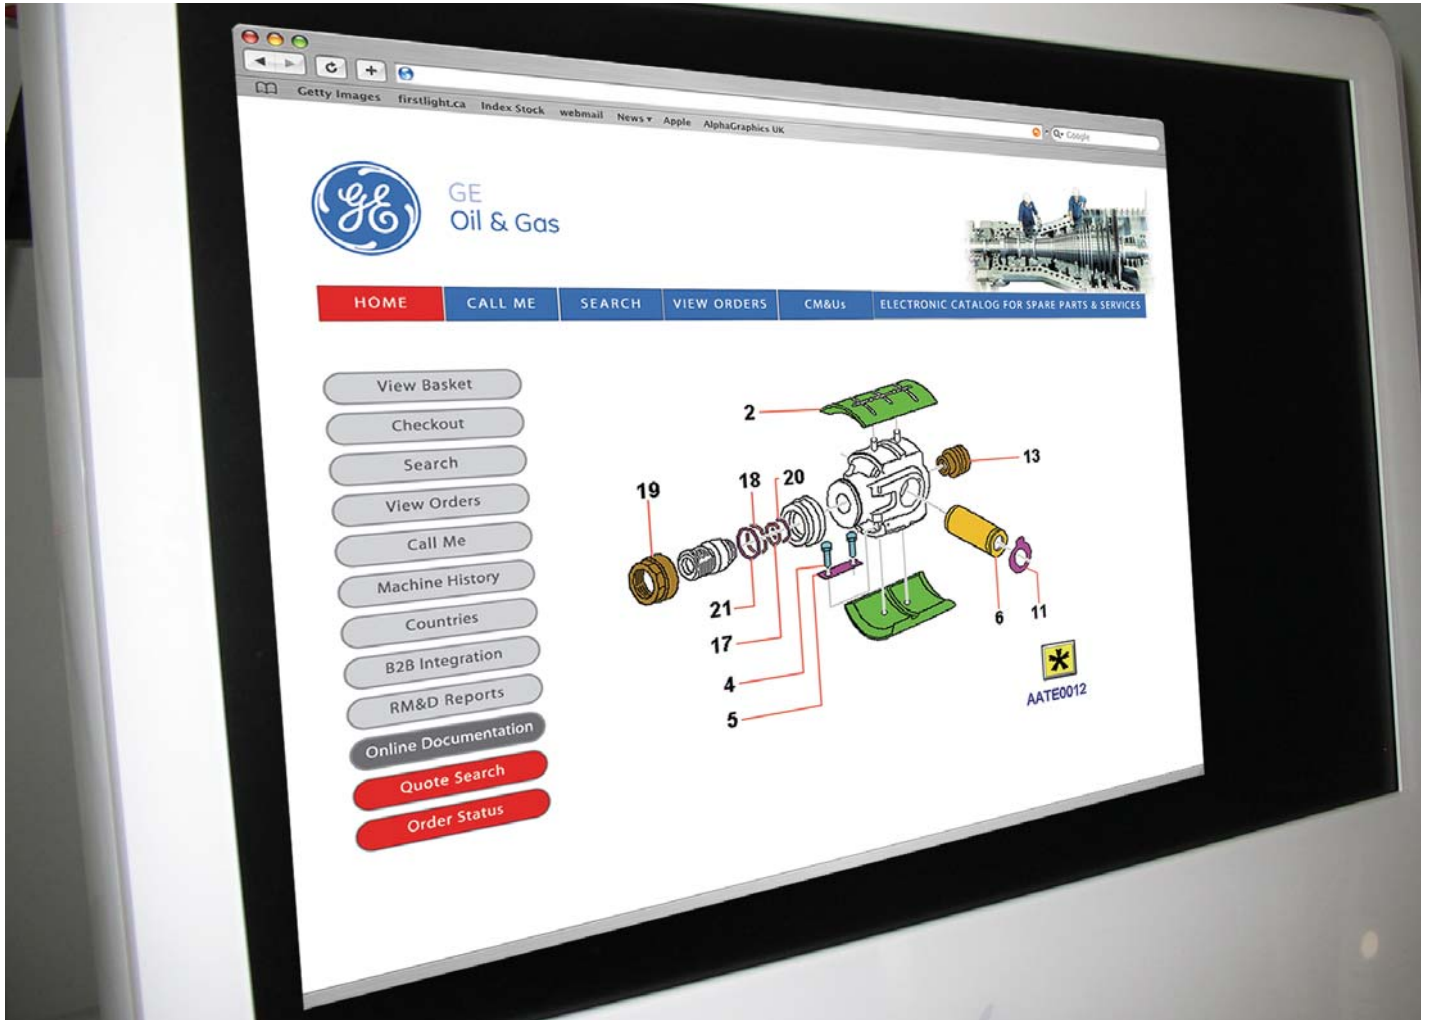 Getty Images firstlight.ca Index Stock webmail News ▾ Apple AlphaGraphics UK
Google
GE
GE
Oil & Gas
HOME CALL ME SEARCH VIEW ORDERS CM&Us ELECTRONIC CATALOG FOR SPARE PARTS & SERVICES
View Basket
Checkout
Search
View Orders
Call Me
Machine History
Countries
B2B Integration
RM&D Reports
Online Documentation
Quote Search
Order Status
2
13
19 18 20
21
17
4
5
6 11
AATE0012